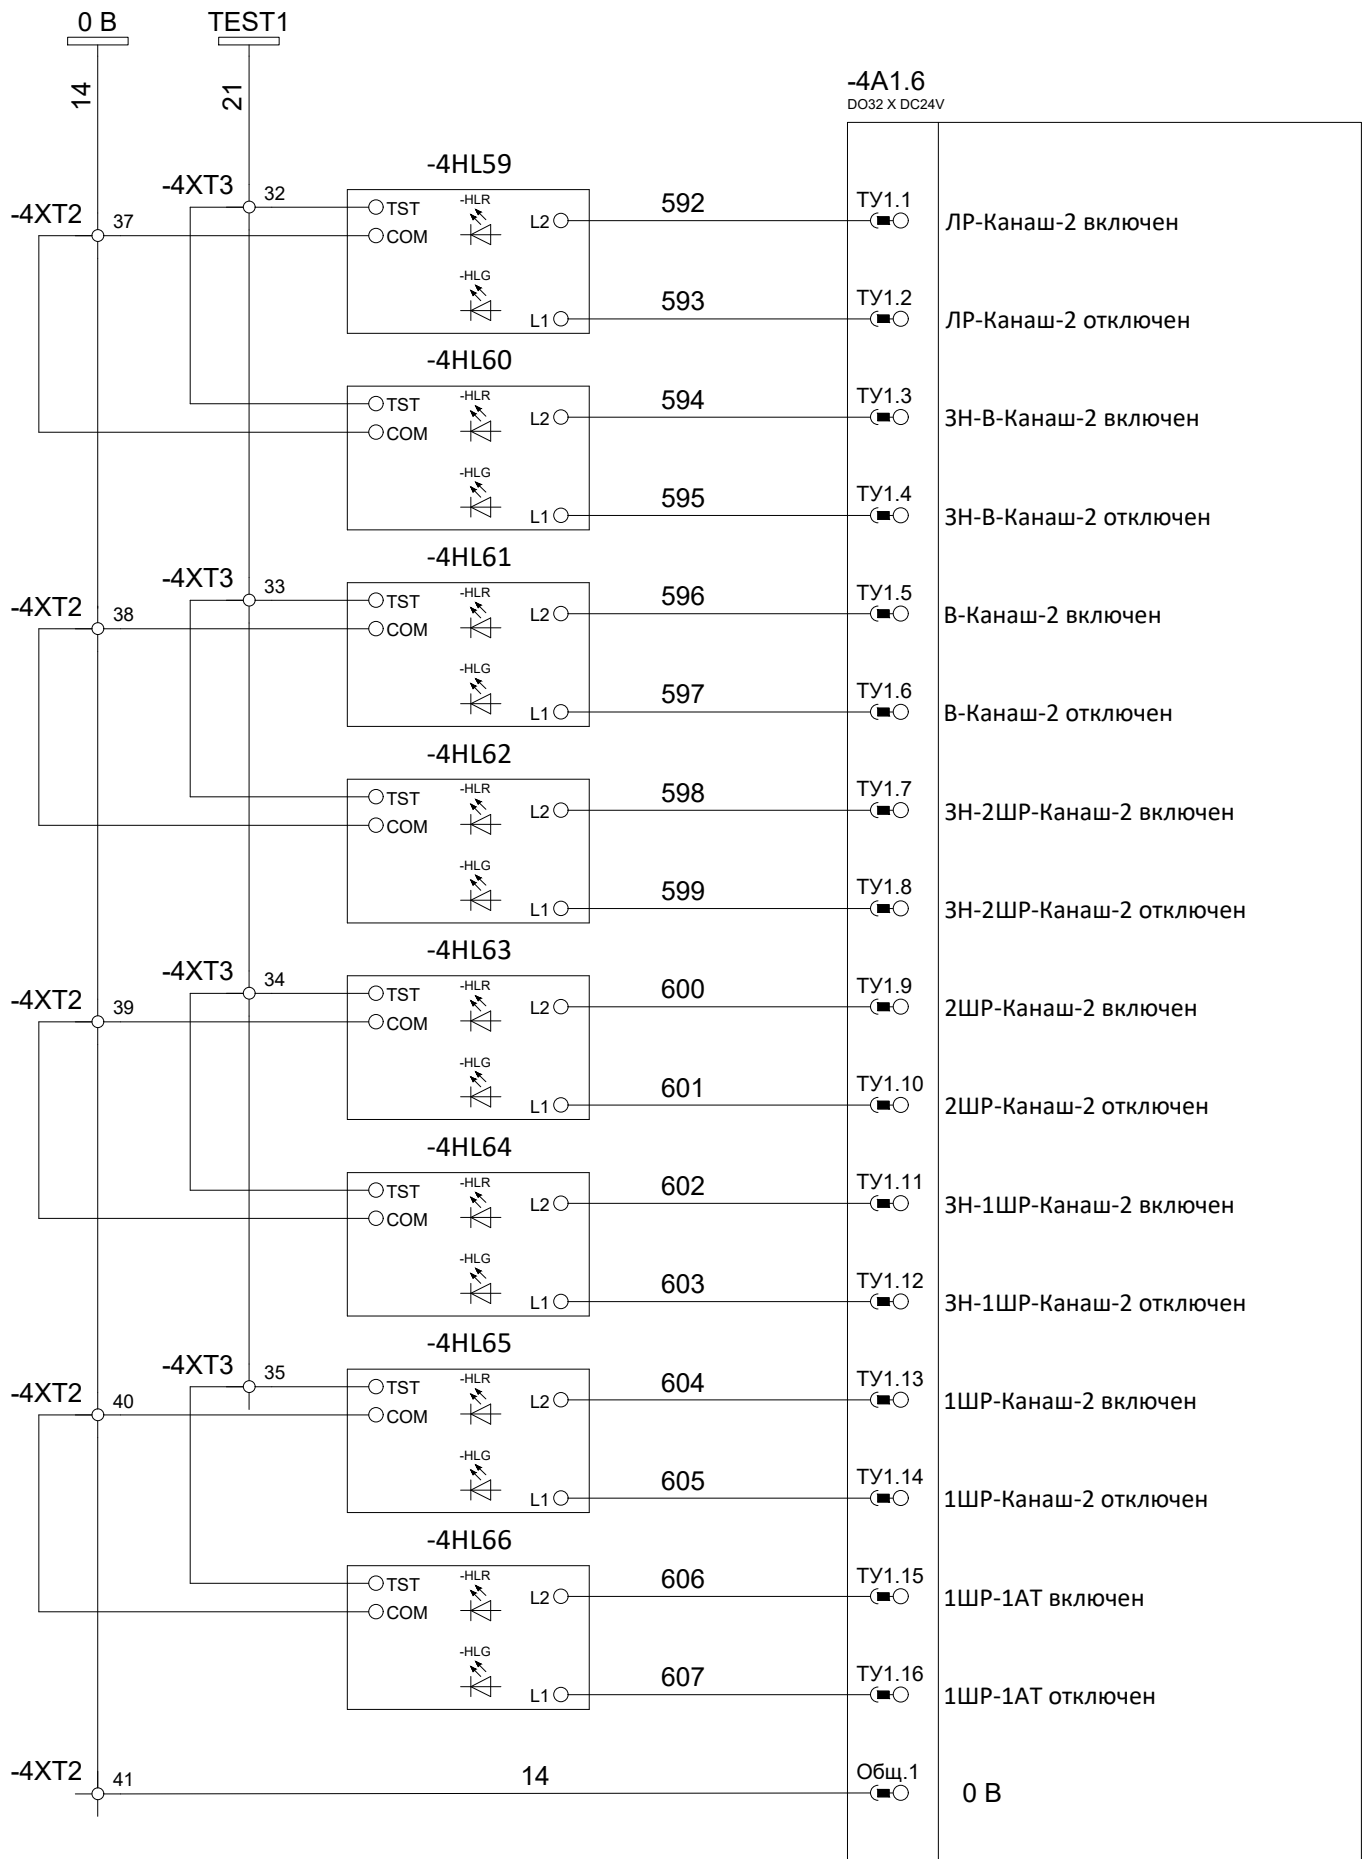 0 В
TEST1
14
21
-4A1.6
DO32 X DC24V
-4HL59
-4XT3
32
-4XT2
37
TST
COM
-HLR
-HLG
L2
L1
592
593
ТУ1.1
ЛР-Канаш-2 включен
ТУ1.2
ЛР-Канаш-2 отключен
-4HL60
TST
COM
-HLR
-HLG
L2
L1
594
595
ТУ1.3
ЗН-В-Канаш-2 включен
ТУ1.4
ЗН-В-Канаш-2 отключен
-4HL61
-4XT3
33
-4XT2
38
TST
COM
-HLR
-HLG
L2
L1
596
597
ТУ1.5
В-Канаш-2 включен
ТУ1.6
В-Канаш-2 отключен
-4HL62
TST
COM
-HLR
-HLG
L2
L1
598
599
ТУ1.7
ЗН-2ШР-Канаш-2 включен
ТУ1.8
ЗН-2ШР-Канаш-2 отключен
-4HL63
-4XT3
34
-4XT2
39
TST
COM
-HLR
-HLG
L2
L1
600
601
ТУ1.9
2ШР-Канаш-2 включен
ТУ1.10
2ШР-Канаш-2 отключен
-4HL64
TST
COM
-HLR
-HLG
L2
L1
602
603
ТУ1.11
ЗН-1ШР-Канаш-2 включен
ТУ1.12
ЗН-1ШР-Канаш-2 отключен
-4HL65
-4XT3
35
-4XT2
40
TST
COM
-HLR
-HLG
L2
L1
604
605
ТУ1.13
1ШР-Канаш-2 включен
ТУ1.14
1ШР-Канаш-2 отключен
-4HL66
TST
COM
-HLR
-HLG
L2
L1
606
607
ТУ1.15
1ШР-1АТ включен
ТУ1.16
1ШР-1АТ отключен
-4XT2
41
14
Общ.1
0 В